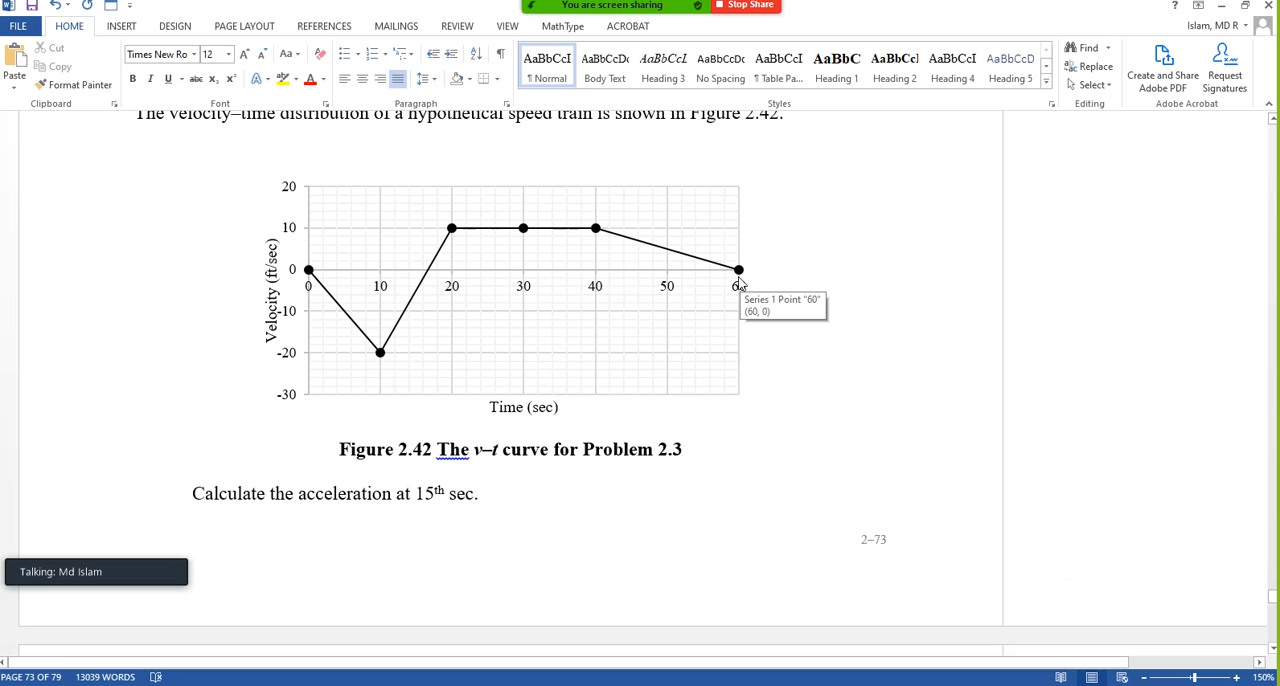 You are screen sharing Stop Share
FILE HOME INSERT DESIGN PAGE LAYOUT REFERENCES MAILINGS REVIEW VIEW MathType ACROBAT Islam, MD R
Paste Cut Copy Format Painter
Times New Ro 12
AaBbCcI AaBbCcDc AaBbCcI AaBbCcDc AaBbCcI AaBbC AaBbCc AaBbCcI AaBbCcD
¶ Normal Body Text Heading 3 No Spacing ¶ Table Pa... Heading 1 Heading 2 Heading 4 Heading 5
Find Replace Select
Create and Share Adobe PDF Request Signatures
Clipboard Font Paragraph Styles Editing Adobe Acrobat
The velocity–time distribution of a hypothetical speed train is shown in Figure 2.42.
20
10
0
-10
-20
-30
Velocity (ft/sec)
0 10 20 30 40 50
Time (sec)
Series 1 Point "60"
(60, 0)
Figure 2.42 The v–t curve for Problem 2.3
Calculate the acceleration at 15th sec.
2–73
Talking: Md Islam
PAGE 73 OF 79 13039 WORDS 150%